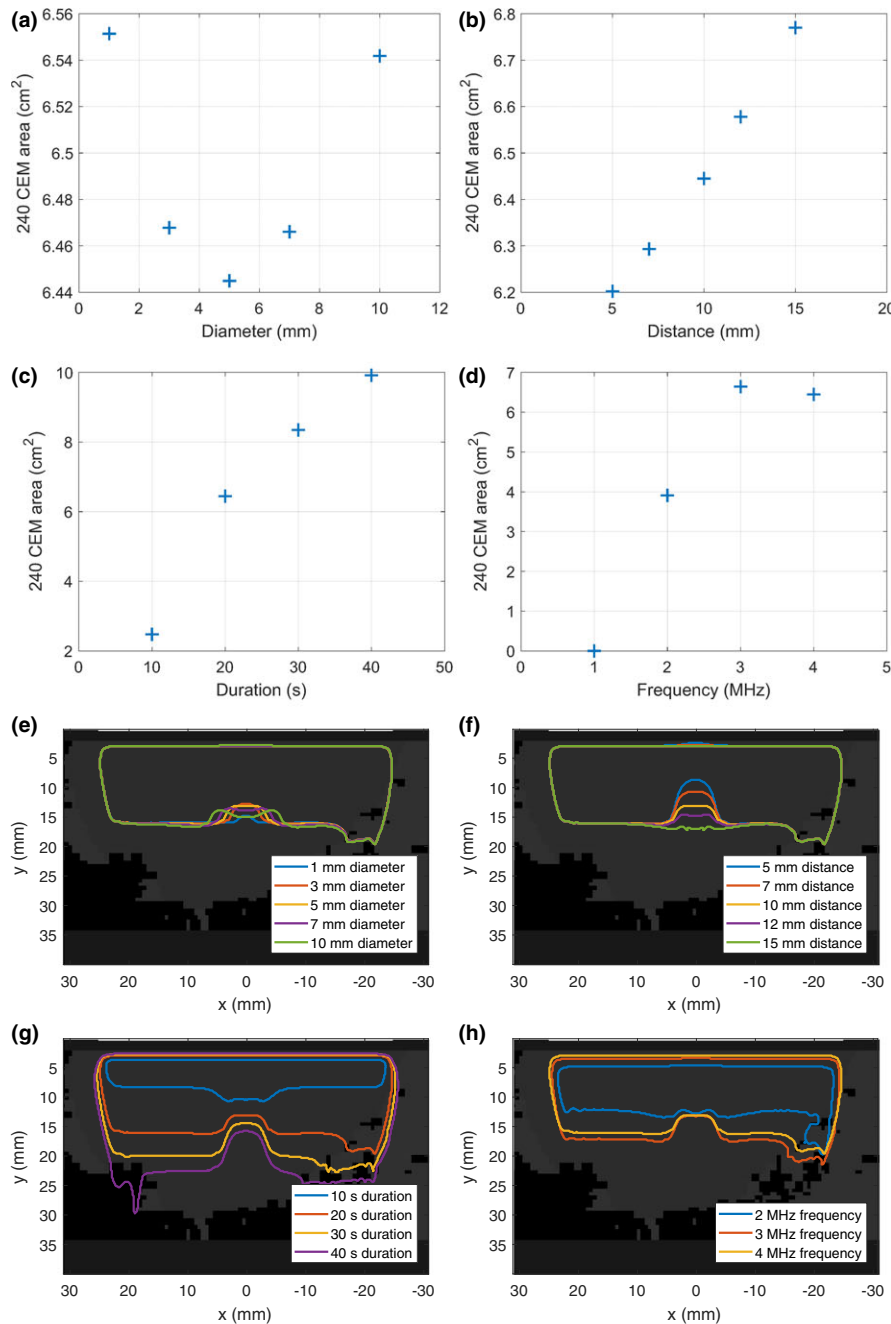 (a)
6.56
6.54
6.52
6.5
6.48
6.46
6.44
240 CEM area (cm²)
0 2 4 6 8 10 12
Diameter (mm)
(b)
6.8
6.7
6.6
6.5
6.4
6.3
6.2
240 CEM area (cm²)
0 5 10 15 20
Distance (mm)
(c)
10
8
6
4
2
240 CEM area (cm²)
0 10 20 30 40 50
Duration (s)
(d)
7
6
5
4
3
2
1
0
240 CEM area (cm²)
0 1 2 3 4 5
Frequency (MHz)
(e)
5
10
15
20
25
30
35
y (mm)
1 mm diameter
3 mm diameter
5 mm diameter
7 mm diameter
10 mm diameter
30 20 10 0 -10 -20 -30
x (mm)
(f)
5
10
15
20
25
30
35
y (mm)
5 mm distance
7 mm distance
10 mm distance
12 mm distance
15 mm distance
30 20 10 0 -10 -20 -30
x (mm)
(g)
5
10
15
20
25
30
35
y (mm)
10 s duration
20 s duration
30 s duration
40 s duration
30 20 10 0 -10 -20 -30
x (mm)
(h)
5
10
15
20
25
30
35
y (mm)
2 MHz frequency
3 MHz frequency
4 MHz frequency
30 20 10 0 -10 -20 -30
x (mm)